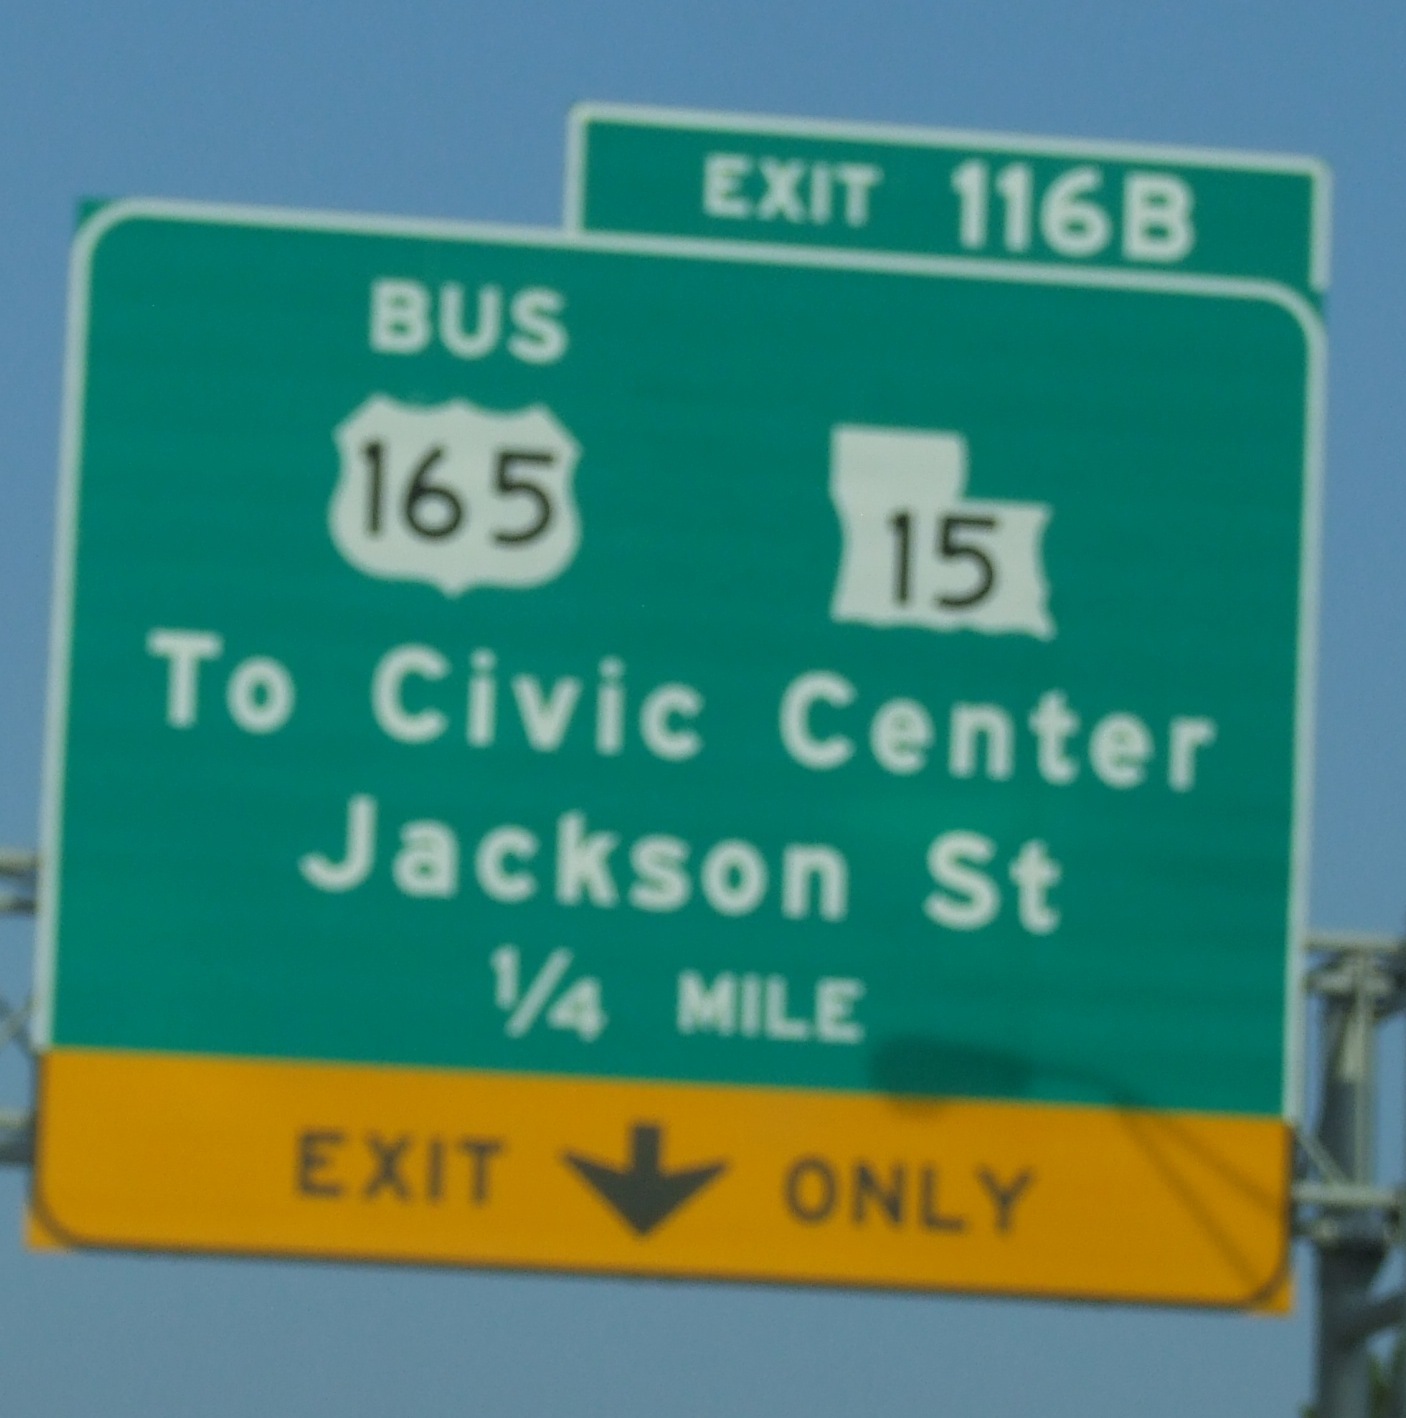 EXIT 116B
BUS
165 15
To Civic Center
Jackson St
1/4 MILE
EXIT ONLY